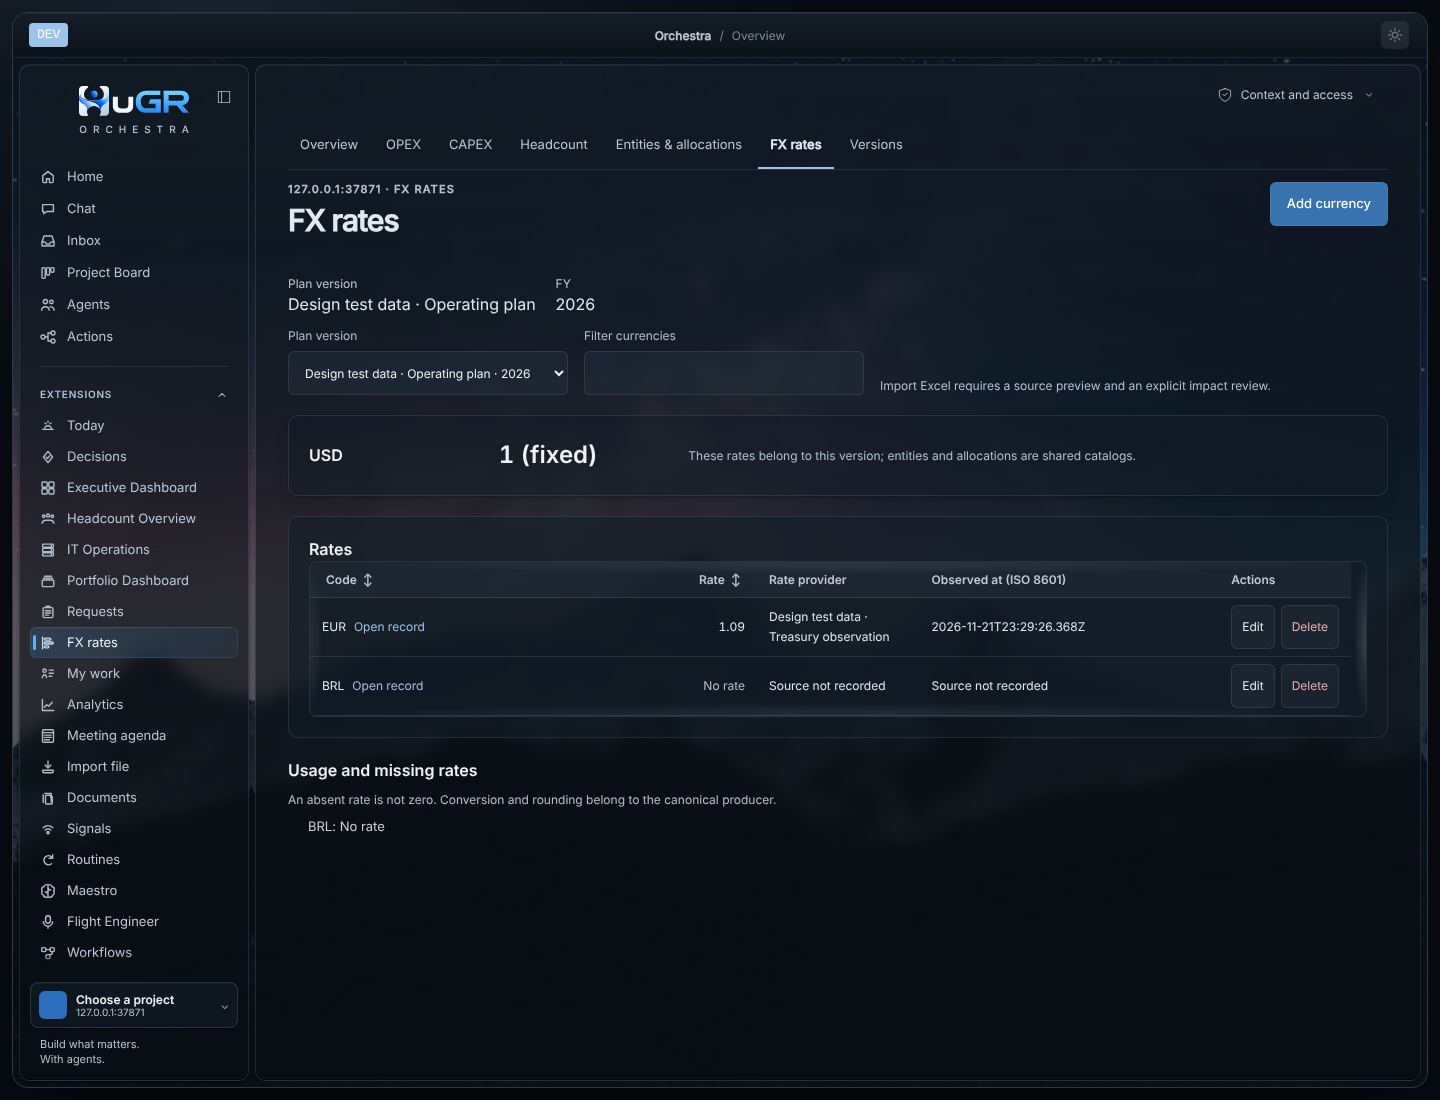 DEV
Orchestra / Overview
HuGR
ORCHESTRA
Home
Chat
Inbox
Project Board
Agents
Actions
EXTENSIONS
Today
Decisions
Executive Dashboard
Headcount Overview
IT Operations
Portfolio Dashboard
Requests
FX rates
My work
Analytics
Meeting agenda
Import file
Documents
Signals
Routines
Maestro
Flight Engineer
Workflows
Choose a project
127.0.0.1:37871
Build what matters.
With agents.
Context and access
Overview OPEX CAPEX Headcount Entities & allocations FX rates Versions
127.0.0.1:37871 · FX RATES
FX rates
Add currency
Plan version FY
Design test data · Operating plan 2026
Plan version Filter currencies
Design test data · Operating plan · 2026
Import Excel requires a source preview and an explicit impact review.
USD 1 (fixed) These rates belong to this version; entities and allocations are shared catalogs.
Rates
Code Rate Rate provider Observed at (ISO 8601) Actions
EUR Open record 1.09 Design test data · Treasury observation 2026-11-21T23:29:26.368Z Edit Delete
BRL Open record No rate Source not recorded Source not recorded Edit Delete
Usage and missing rates
An absent rate is not zero. Conversion and rounding belong to the canonical producer.
BRL: No rate